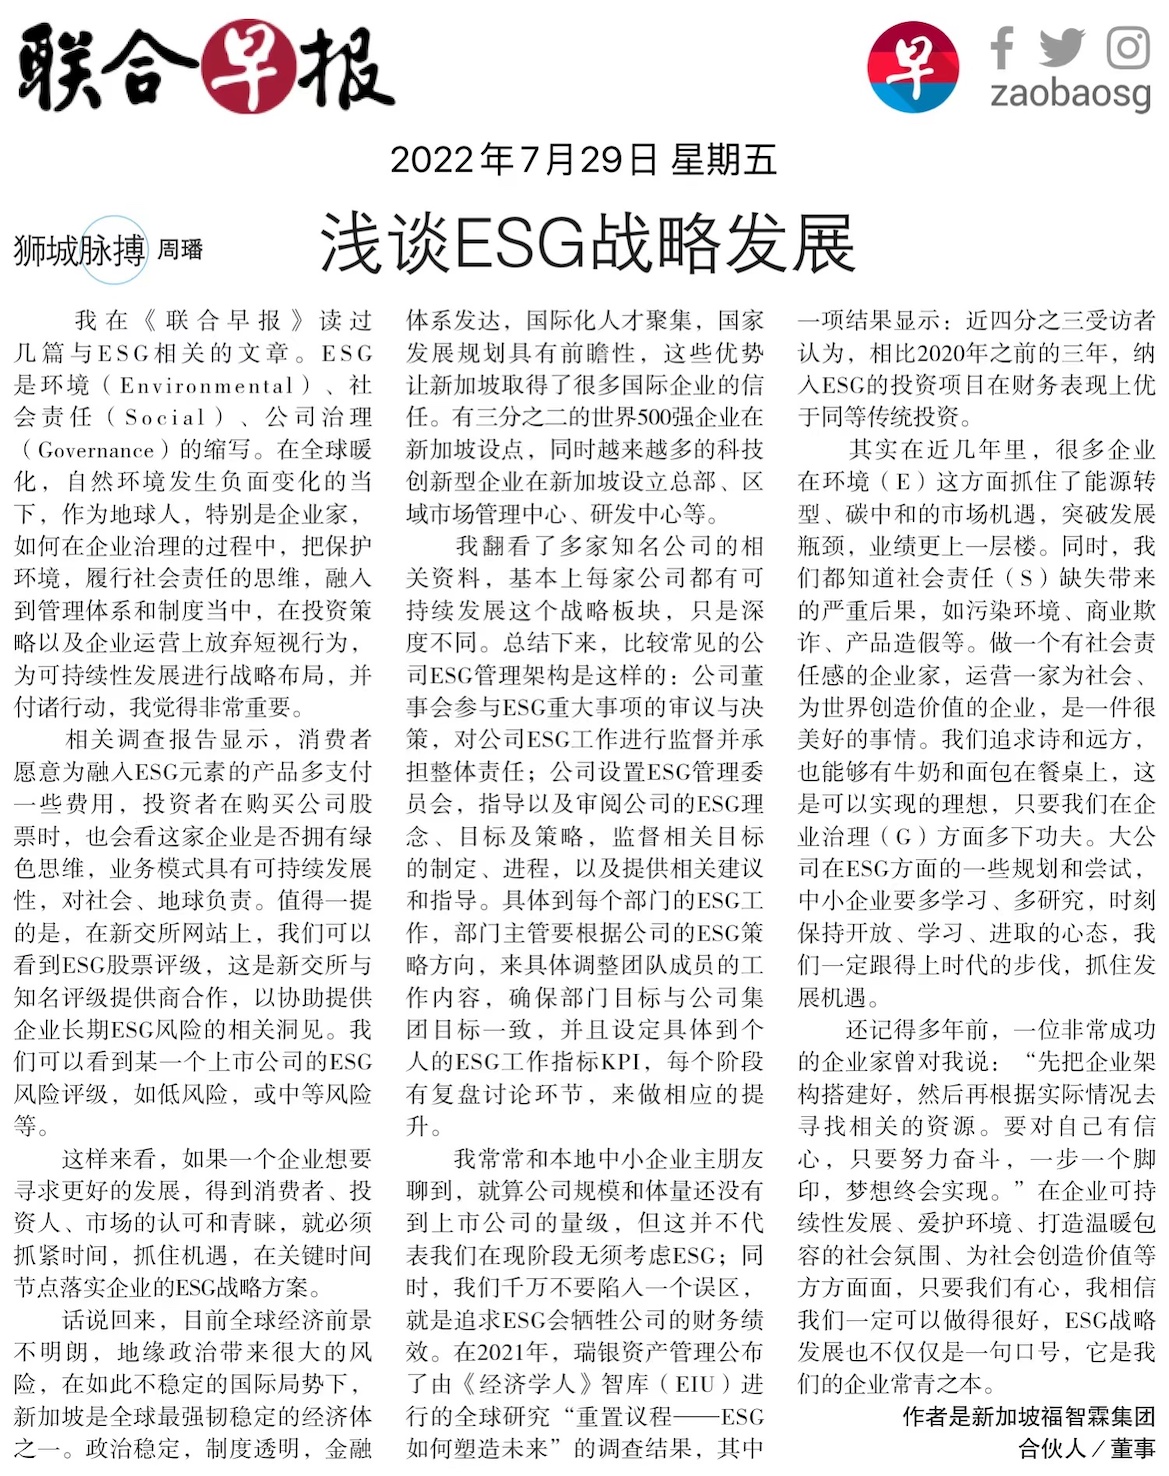 联合早报
早
zaobaosg
2022年7月29日 星期五
狮城脉搏 周璠
浅谈ESG战略发展
我在《联合早报》读过
几篇与ESG相关的文章。ESG
是环境（Environmental）、社
会责任（Social）、公司治理
（Governance）的缩写。在全球暖
化，自然环境发生负面变化的当
下，作为地球人，特别是企业家，
如何在企业治理的过程中，把保护
环境，履行社会责任的思维，融入
到管理体系和制度当中，在投资策
略以及企业运营上放弃短视行为，
为可持续性发展进行战略布局，并
付诸行动，我觉得非常重要。
相关调查报告显示，消费者
愿意为融入ESG元素的产品多支付
一些费用，投资者在购买公司股
票时，也会看这家企业是否拥有绿
色思维，业务模式具有可持续发展
性，对社会、地球负责。值得一提
的是，在新交所网站上，我们可以
看到ESG股票评级，这是新交所与
知名评级提供商合作，以协助提供
企业长期ESG风险的相关洞见。我
们可以看到某一个上市公司的ESG
风险评级，如低风险，或中等风险
等。
这样来看，如果一个企业想要
寻求更好的发展，得到消费者、投
资人、市场的认可和青睐，就必须
抓紧时间，抓住机遇，在关键时间
节点落实企业的ESG战略方案。
话说回来，目前全球经济前景
不明朗，地缘政治带来很大的风
险，在如此不稳定的国际局势下，
新加坡是全球最强韧稳定的经济体
之一。政治稳定，制度透明，金融
体系发达，国际化人才聚集，国家
发展规划具有前瞻性，这些优势
让新加坡取得了很多国际企业的信
任。有三分之二的世界500强企业在
新加坡设点，同时越来越多的科技
创新型企业在新加坡设立总部、区
域市场管理中心、研发中心等。
我翻看了多家知名公司的相
关资料，基本上每家公司都有可
持续发展这个战略板块，只是深
度不同。总结下来，比较常见的公
司ESG管理架构是这样的：公司董
事会参与ESG重大事项的审议与决
策，对公司ESG工作进行监督并承
担整体责任；公司设置ESG管理委
员会，指导以及审阅公司的ESG理
念、目标及策略，监督相关目标
的制定、进程，以及提供相关建议
和指导。具体到每个部门的ESG工
作，部门主管要根据公司的ESG策
略方向，来具体调整团队成员的工
作内容，确保部门目标与公司集
团目标一致，并且设定具体到个
人的ESG工作指标KPI，每个阶段
有复盘讨论环节，来做相应的提
升。
我常常和本地中小企业主朋友
聊到，就算公司规模和体量还没有
到上市公司的量级，但这并不代
表我们在现阶段无须考虑ESG；同
时，我们千万不要陷入一个误区，
就是追求ESG会牺牲公司的财务绩
效。在2021年，瑞银资产管理公布
了由《经济学人》智库（EIU）进
行的全球研究“重置议程——ESG
如何塑造未来”的调查结果，其中
一项结果显示：近四分之三受访者
认为，相比2020年之前的三年，纳
入ESG的投资项目在财务表现上优
于同等传统投资。
其实在近几年里，很多企业
在环境（E）这方面抓住了能源转
型、碳中和的市场机遇，突破发展
瓶颈，业绩更上一层楼。同时，我
们都知道社会责任（S）缺失带来
的严重后果，如污染环境、商业欺
诈、产品造假等。做一个有社会责
任感的企业家，运营一家为社会、
为世界创造价值的企业，是一件很
美好的事情。我们追求诗和远方，
也能够有牛奶和面包在餐桌上，这
是可以实现的理想，只要我们在企
业治理（G）方面多下功夫。大公
司在ESG方面的一些规划和尝试，
中小企业要多学习、多研究，时刻
保持开放、学习、进取的心态，我
们一定跟得上时代的步伐，抓住发
展机遇。
还记得多年前，一位非常成功
的企业家曾对我说：“先把企业架
构搭建好，然后再根据实际情况去
寻找相关的资源。要对自己有信
心，只要努力奋斗，一步一个脚
印，梦想终会实现。”在企业可持
续性发展、爱护环境、打造温暖包
容的社会氛围、为社会创造价值等
方方面面，只要我们有心，我相信
我们一定可以做得很好，ESG战略
发展也不仅仅是一句口号，它是我
们的企业常青之本。
作者是新加坡福智霖集团
合伙人／董事